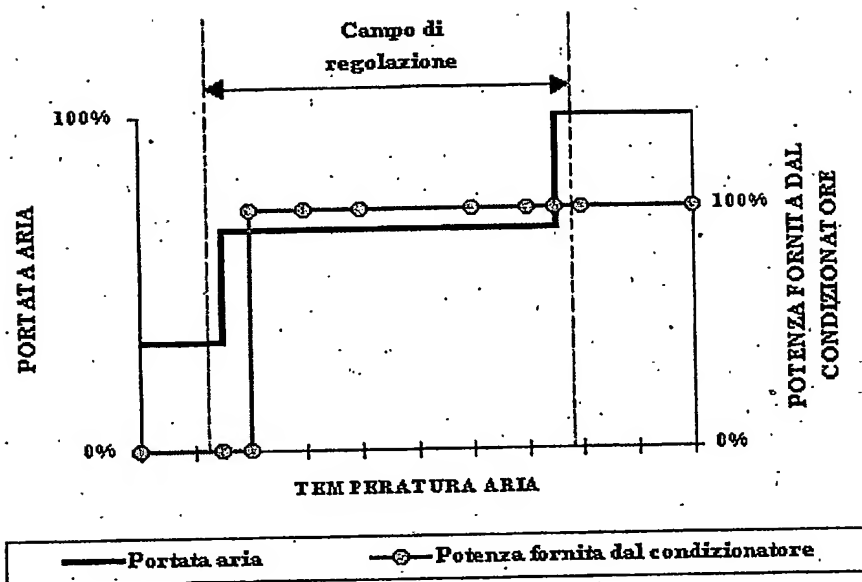 Campo di
regolazione
100%
100%
PORTATA ARIA
POTENZA FORNITA DAL
CONDIZIONATORE
0%
0%
TEMPERATURA ARIA
Portata aria
Potenza fornita dal condizionatore